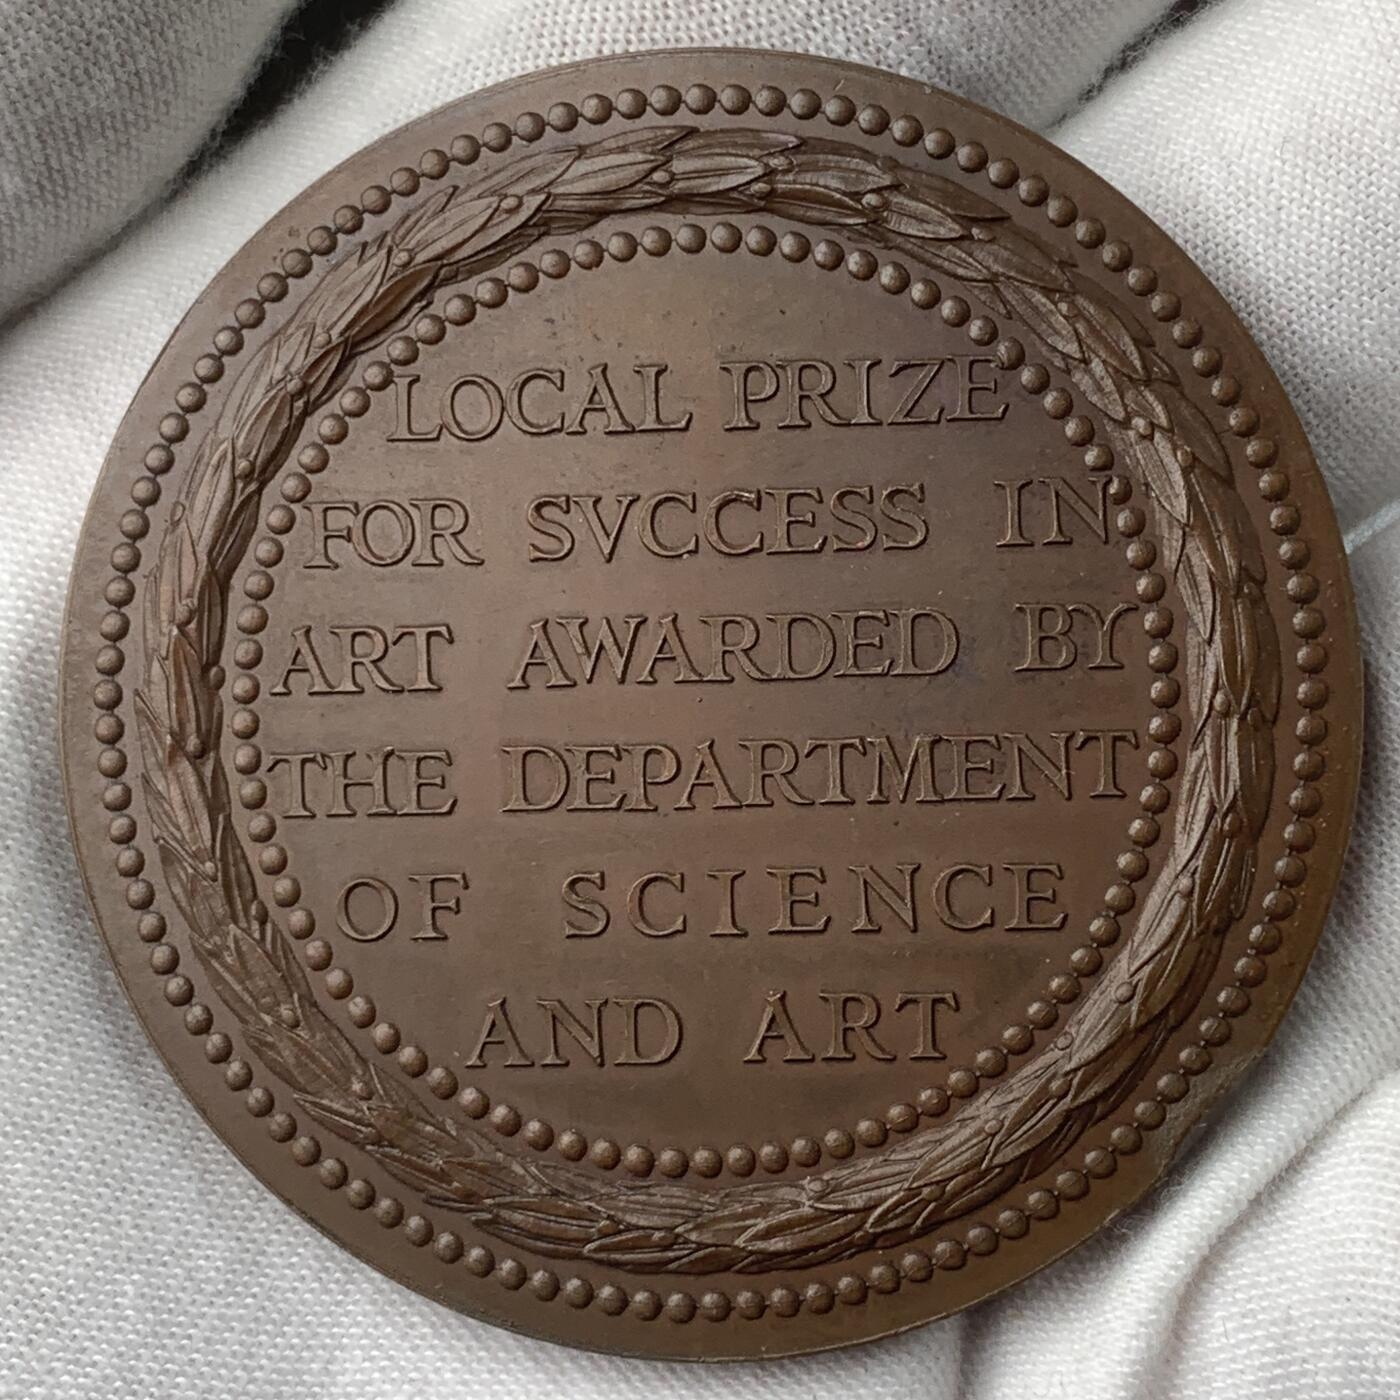 LOCAL PRIZE
FOR SVCCESS IN
ART AWARDED BY
THE DEPARTMENT
OF SCIENCE
AND ART